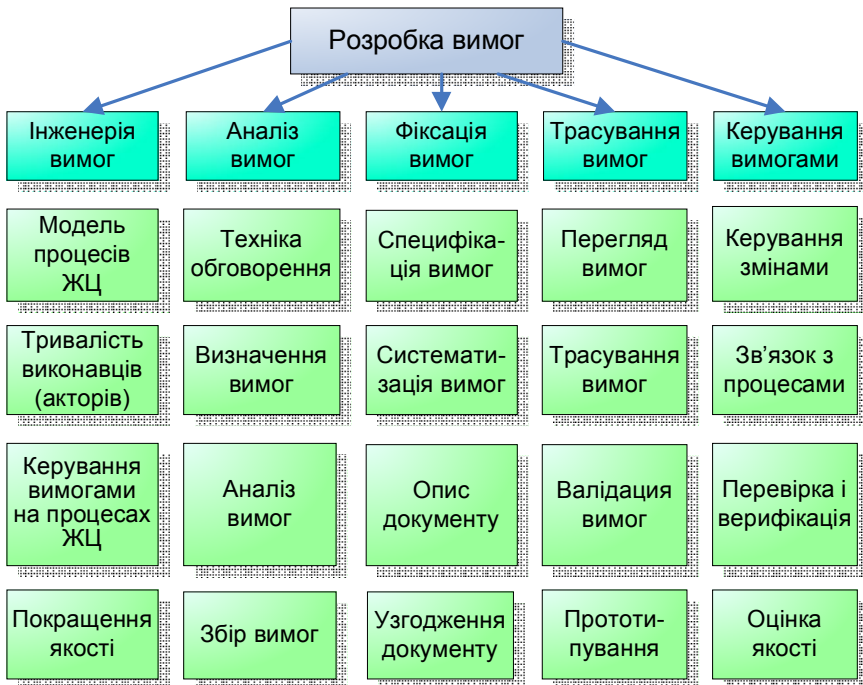 Розробка вимог
Інженерія
вимог
Аналіз
вимог
Фіксація
вимог
Трасування
вимог
Керування
вимогами
Модель
процесів
ЖЦ
Техніка
обговорення
Специфіка-
ція вимог
Перегляд
вимог
Керування
змінами
Тривалість
виконавців
(акторів)
Визначення
вимог
Системати-
зація вимог
Трасування
вимог
Зв’язок з
процесами
Керування
вимогами
на процесах
ЖЦ
Аналіз
вимог
Опис
документу
Валідация
вимог
Перевірка і
верифікація
Покращення
якості
Збір вимог
Узгодження
документу
Прототи-
пування
Оцінка
якості